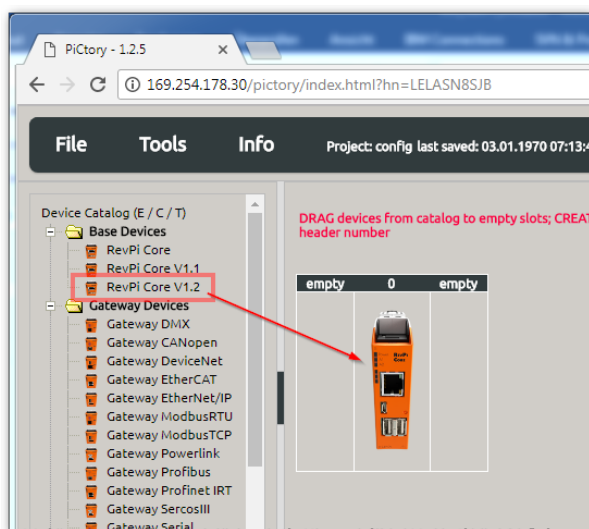 PiCtory - 1.2.5
169.254.178.30/pictory/index.html?hn=LELASN8SJB
File Tools Info Project: config last saved: 03.01.1970 07:13:4
Device Catalog (E / C / T)
Base Devices
RevPi Core
RevPi Core V1.1
RevPi Core V1.2
Gateway Devices
Gateway DMX
Gateway CANopen
Gateway DeviceNet
Gateway EtherCAT
Gateway EtherNet/IP
Gateway ModbusRTU
Gateway ModbusTCP
Gateway Powerlink
Gateway Profibus
Gateway Profinet IRT
Gateway SercosIII
Gateway Serial
DRAG devices from catalog to empty slots; CREAT
header number
empty 0 empty
RevPi
Core